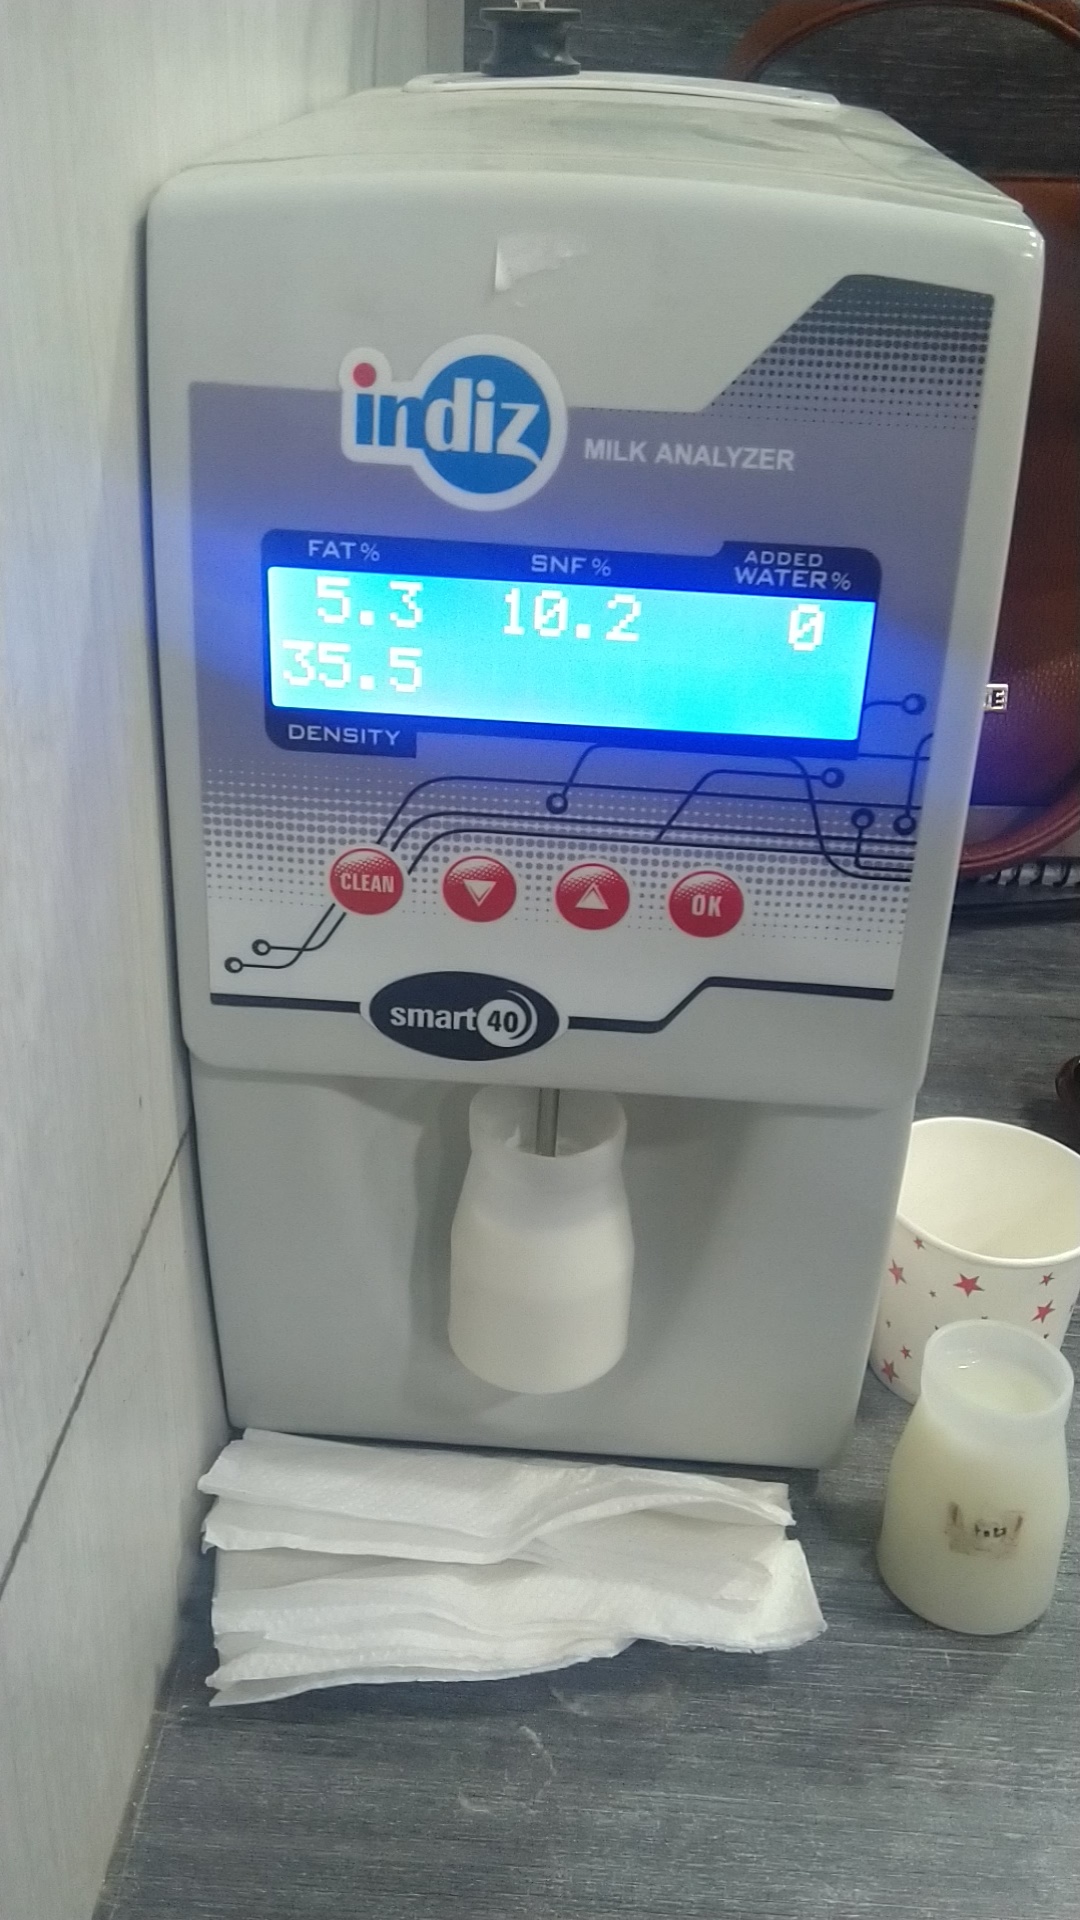 indiz
MILK ANALYZER
FAT% SNF% ADDED WATER%
5.3 10.2 0
35.5
DENSITY
CLEAN OK
smart 40